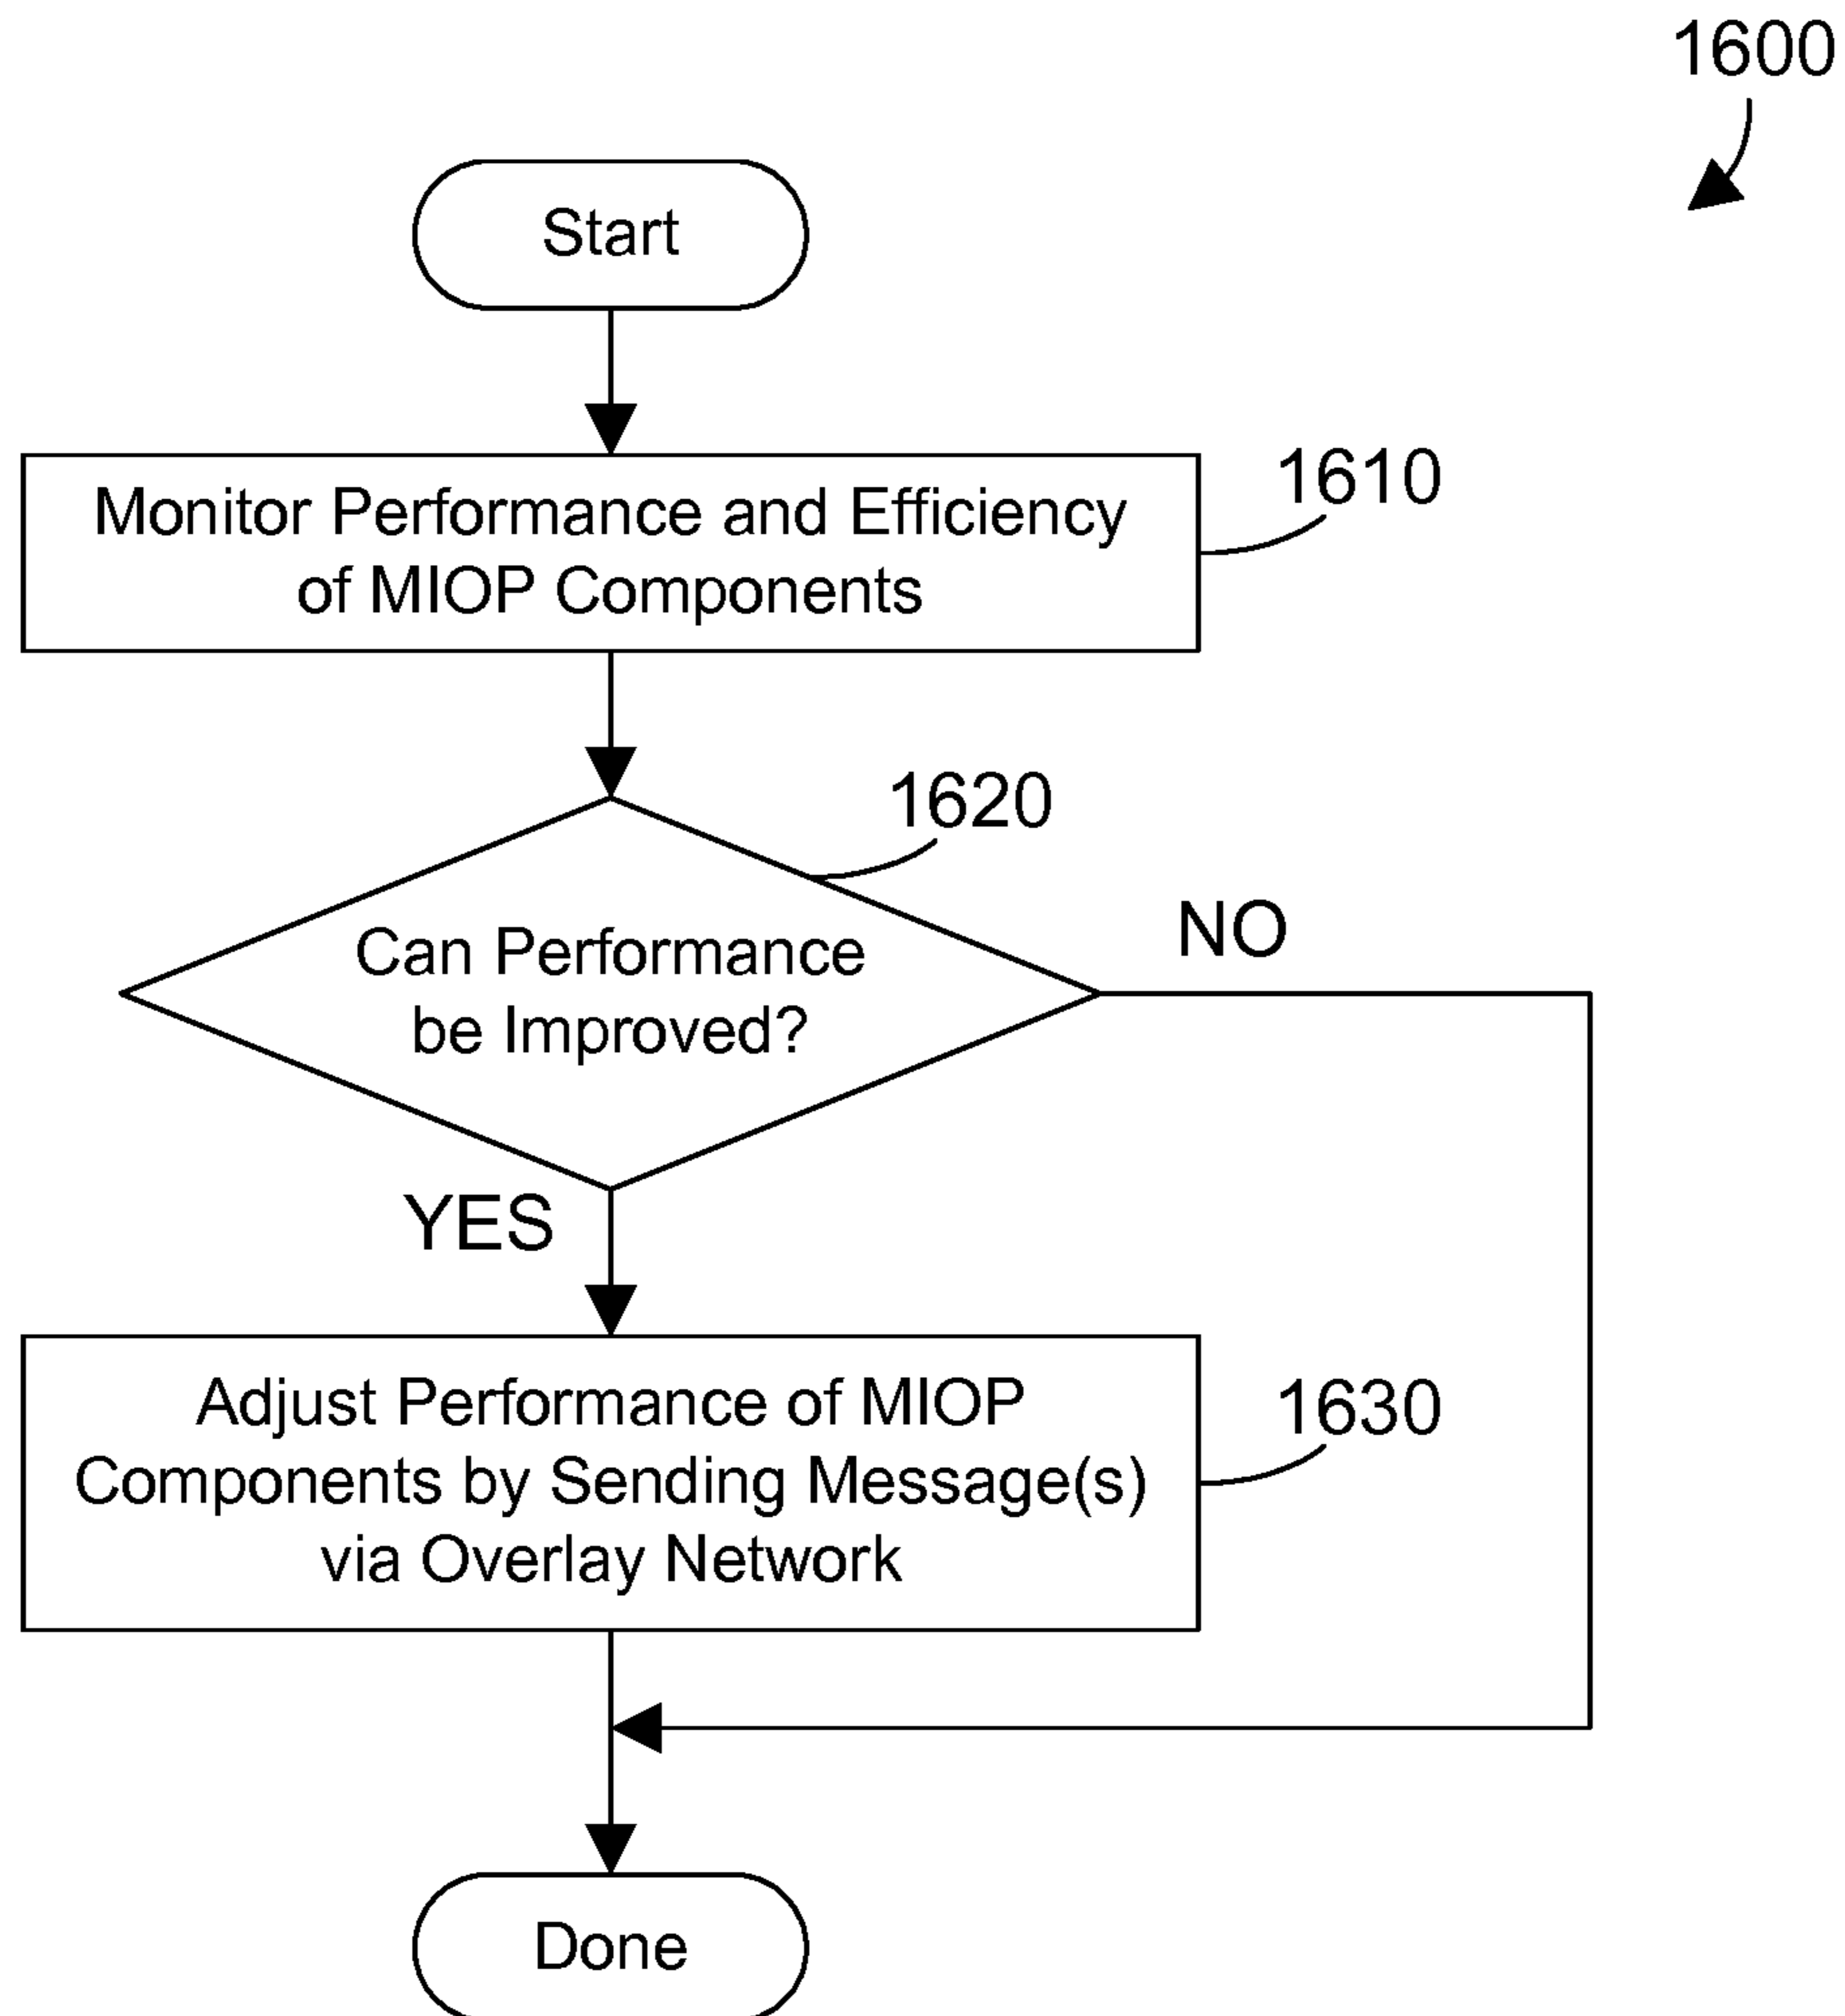 1600
Start
Monitor Performance and Efficiency
of MIOP Components
1610
1620
Can Performance
be Improved?
NO
YES
Adjust Performance of MIOP
Components by Sending Message(s)
via Overlay Network
1630
Done